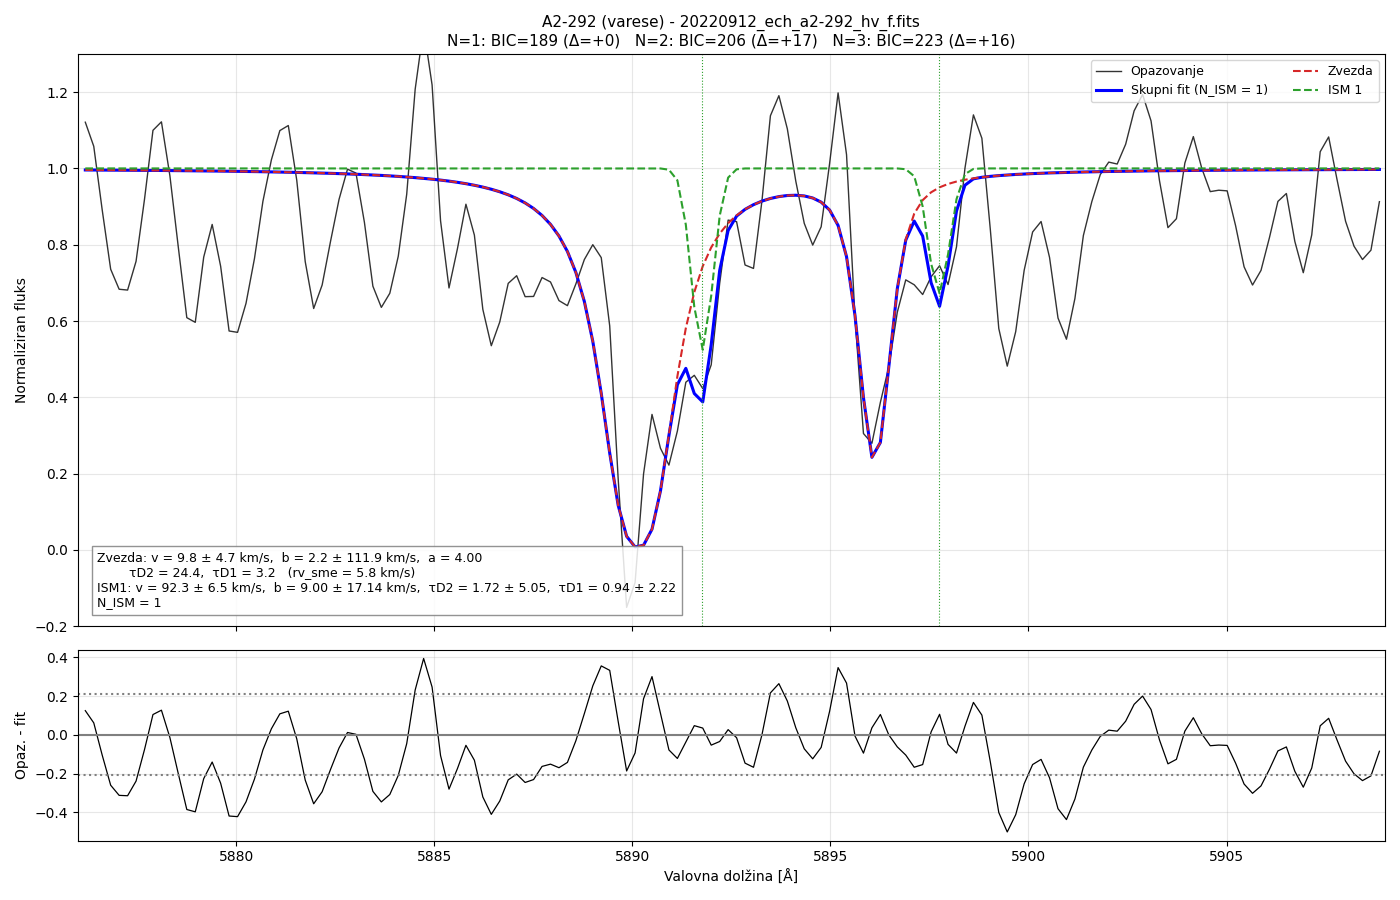 A2-292 (varese) - 20220912_ech_a2-292_hv_f.fits
N=1: BIC=189 (Δ=+0)   N=2: BIC=206 (Δ=+17)   N=3: BIC=223 (Δ=+16)
Opazovanje
Skupni fit (N_ISM = 1)
Zvezda
ISM 1
Normaliziran fluks
1.2
1.0
0.8
0.6
0.4
0.2
0.0
−0.2
Zvezda: v = 9.8 ± 4.7 km/s,  b = 2.2 ± 111.9 km/s,  a = 4.00
τD2 = 24.4,  τD1 = 3.2   (rv_sme = 5.8 km/s)
ISM1: v = 92.3 ± 6.5 km/s,  b = 9.00 ± 17.14 km/s,  τD2 = 1.72 ± 5.05,  τD1 = 0.94 ± 2.22
N_ISM = 1
Opaz. - fit
0.4
0.2
0.0
−0.2
−0.4
5880
5885
5890
5895
5900
5905
Valovna dolžina [Å]